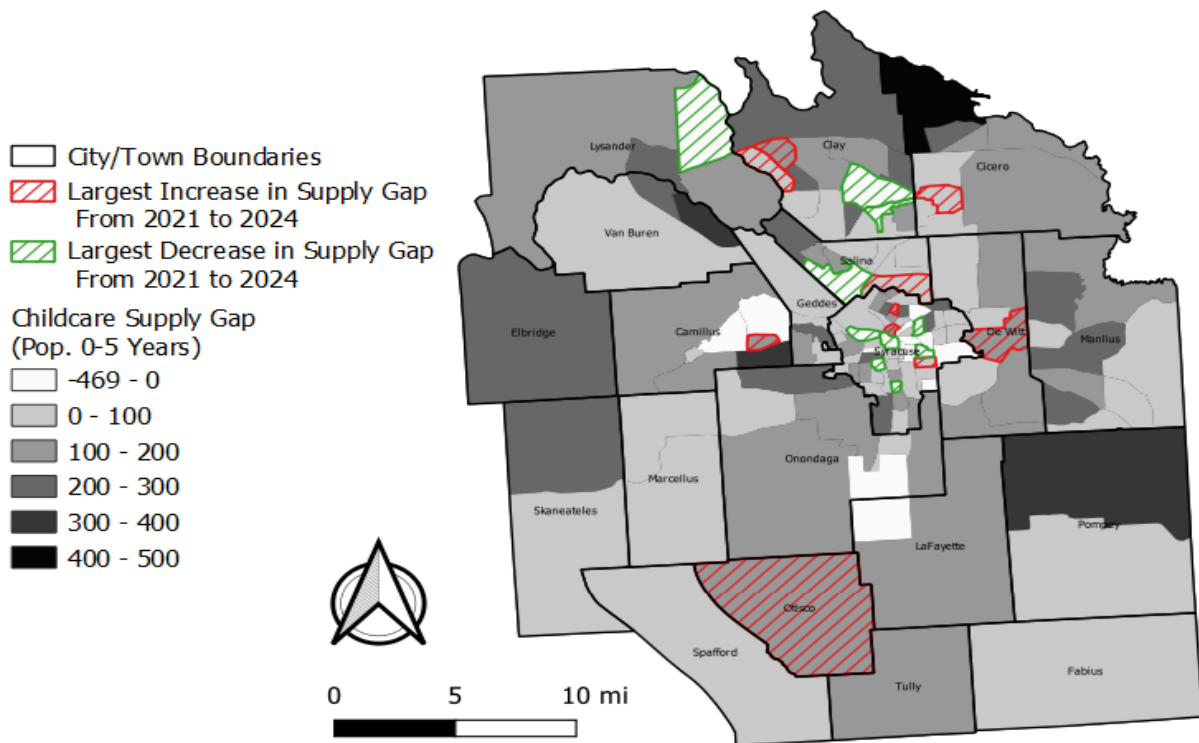 City/Town Boundaries
Largest Increase in Supply Gap
From 2021 to 2024
Largest Decrease in Supply Gap
From 2021 to 2024
Childcare Supply Gap
(Pop. 0-5 Years)
-469 - 0
0 - 100
100 - 200
200 - 300
300 - 400
400 - 500
Lysander
Clay
Cicero
Van Buren
Salina
Geddes
Elbridge
Camillus
Syracuse
De Witt
Manlius
Onondaga
Marcellus
Skaneateles
Pompey
LaFayette
Otisco
Spafford
Tully
Fabius
0 5 10 mi